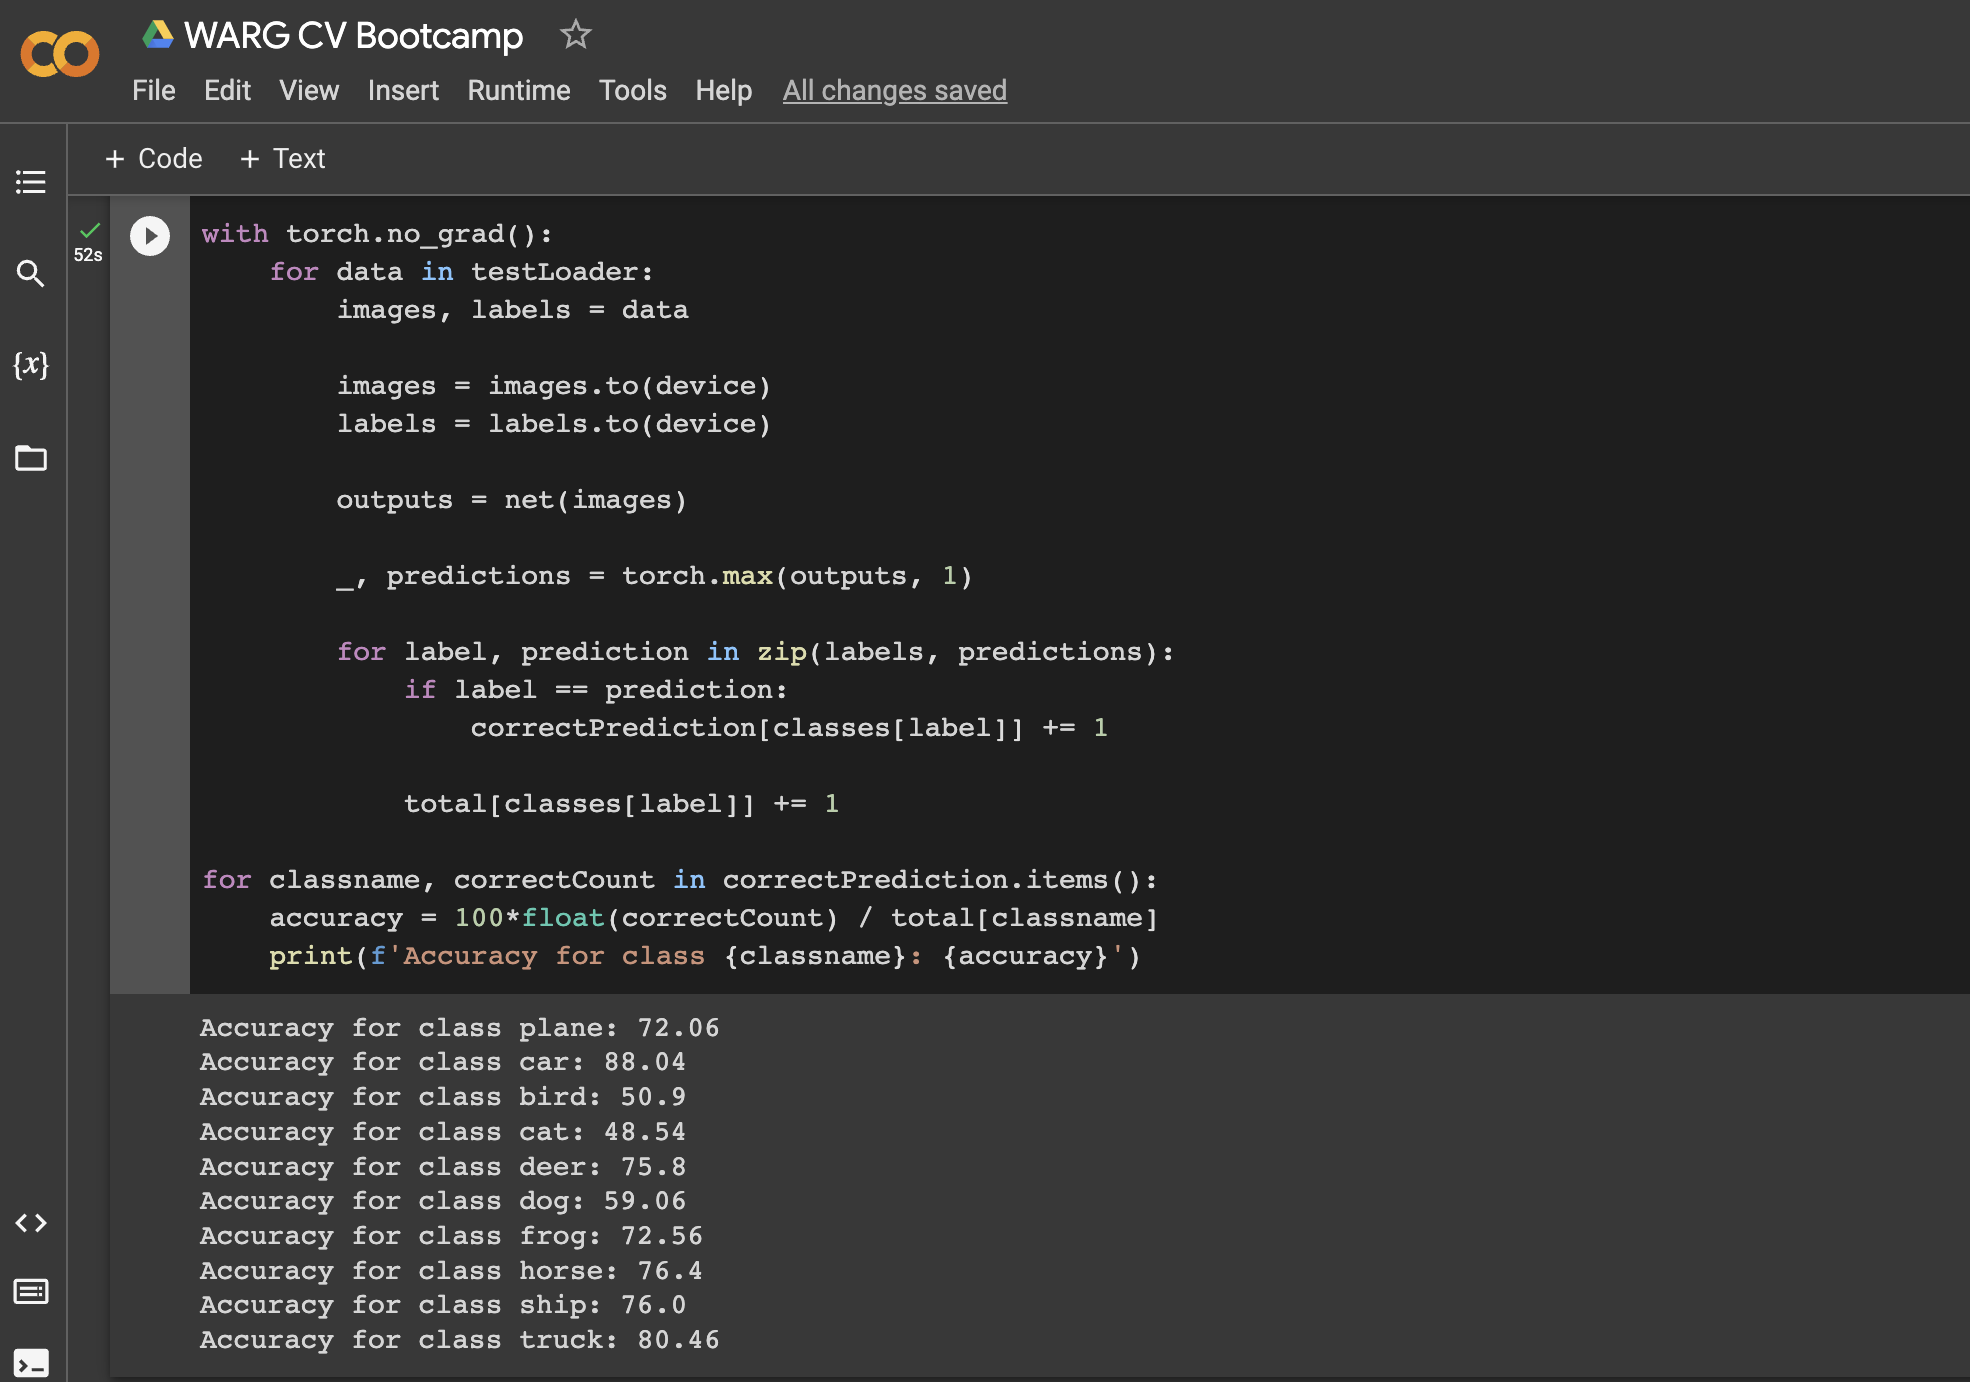 WARG CV Bootcamp
File Edit View Insert Runtime Tools Help All changes saved
+ Code + Text
52s
with torch.no_grad():
    for data in testLoader:
        images, labels = data

        images = images.to(device)
        labels = labels.to(device)

        outputs = net(images)

        _, predictions = torch.max(outputs, 1)

        for label, prediction in zip(labels, predictions):
            if label == prediction:
                correctPrediction[classes[label]] += 1

            total[classes[label]] += 1

for classname, correctCount in correctPrediction.items():
    accuracy = 100*float(correctCount) / total[classname]
    print(f'Accuracy for class {classname}: {accuracy}')
{x}
Accuracy for class plane: 72.06
Accuracy for class car: 88.04
Accuracy for class bird: 50.9
Accuracy for class cat: 48.54
Accuracy for class deer: 75.8
Accuracy for class dog: 59.06
Accuracy for class frog: 72.56
Accuracy for class horse: 76.4
Accuracy for class ship: 76.0
Accuracy for class truck: 80.46